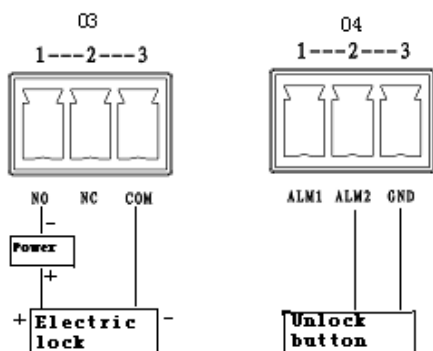 03
1---2---3
NO NC COM
-
Power
+
+ Electric -
lock
04
1---2---3
ALM1 ALM2 GND
Unlock
button